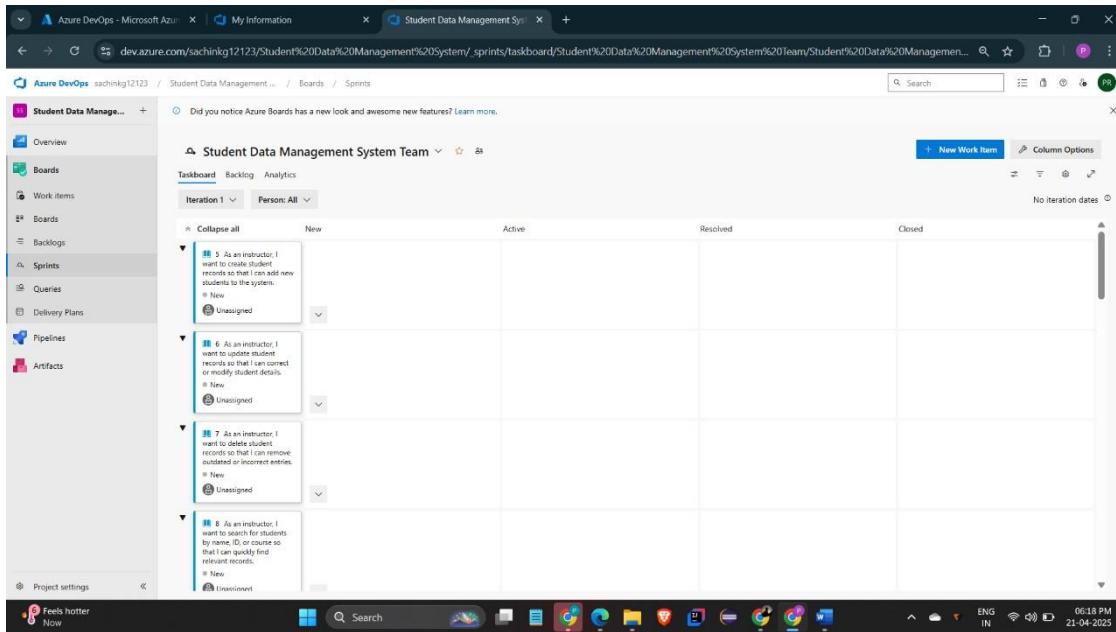 Azure DevOps - Microsoft Azur
My Information
Student Data Management Sys
dev.azure.com/sachinkg12123/Student%20Data%20Management%20System/_sprints/taskboard/Student%20Data%20Management%20System%20Team/Student%20Data%20Managemen...
P
Azure DevOps sachinkg12123 / Student Data Management ... / Boards / Sprints
Search
PR
Student Data Manage... +
Did you notice Azure Boards has a new look and awesome new features? Learn more.
Overview
Boards
Work items
Boards
Backlogs
Sprints
Queries
Delivery Plans
Pipelines
Artifacts
Project settings
Student Data Management System Team
+ New Work Item
Column Options
Taskboard Backlog Analytics
Iteration 1
Person: All
No iteration dates
Collapse all
New
Active
Resolved
Closed
5 As an instructor, I
want to create student
records so that I can add new
students to the system.
New
Unassigned
6 As an instructor, I
want to update student
records so that I can correct
or modify student details.
New
Unassigned
7 As an instructor, I
want to delete student
records so that I can remove
outdated or incorrect entries.
New
Unassigned
8 As an instructor, I
want to search for students
by name, ID, or course so
that I can quickly find
relevant records.
New
Unassigned
6
Feels hotter
Now
Search
ENG
IN
06:18 PM
21-04-2025